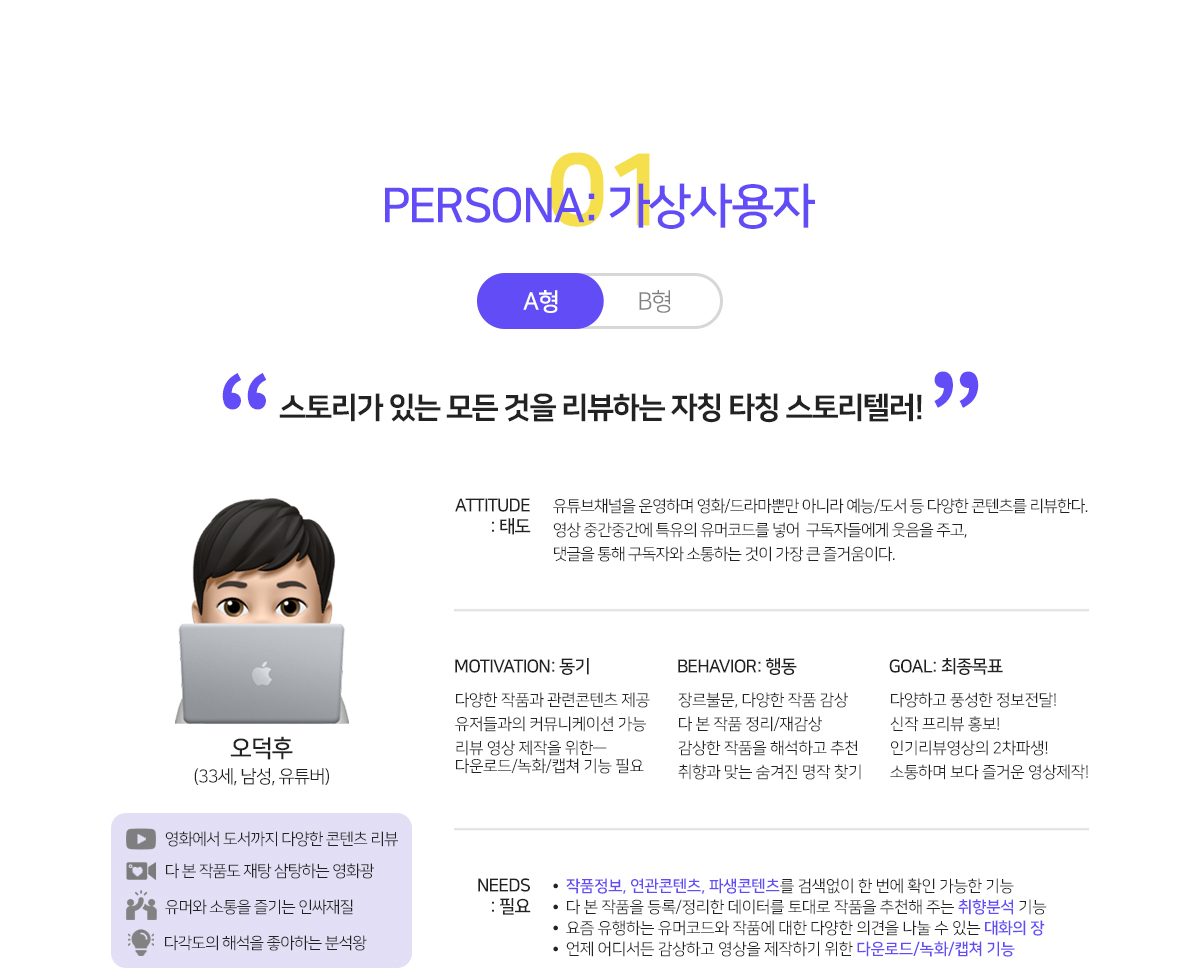 01
PERSONA: 가상사용자
A형
B형
“ 스토리가 있는 모든 것을 리뷰하는 자칭 타칭 스토리텔러! ”
오덕후
(33세, 남성, 유튜버)
영화에서 도서까지 다양한 콘텐츠 리뷰
다 본 작품도 재탕 삼탕하는 영화광
유머와 소통을 즐기는 인싸재질
다각도의 해석을 좋아하는 분석왕
ATTITUDE
: 태도
유튜브채널을 운영하며 영화/드라마뿐만 아니라 예능/도서 등 다양한 콘텐츠를 리뷰한다.
영상 중간중간에 특유의 유머코드를 넣어 구독자들에게 웃음을 주고,
댓글을 통해 구독자와 소통하는 것이 가장 큰 즐거움이다.
MOTIVATION: 동기
다양한 작품과 관련콘텐츠 제공
유저들과의 커뮤니케이션 가능
리뷰 영상 제작을 위한—
다운로드/녹화/캡쳐 기능 필요
BEHAVIOR: 행동
장르불문, 다양한 작품 감상
다 본 작품 정리/재감상
감상한 작품을 해석하고 추천
취향과 맞는 숨겨진 명작 찾기
GOAL: 최종목표
다양하고 풍성한 정보전달!
신작 프리뷰 홍보!
인기리뷰영상의 2차파생!
소통하며 보다 즐거운 영상제작!
NEEDS
: 필요
• 작품정보, 연관콘텐츠, 파생콘텐츠를 검색없이 한 번에 확인 가능한 기능
• 다 본 작품을 등록/정리한 데이터를 토대로 작품을 추천해 주는 취향분석 기능
• 요즘 유행하는 유머코드와 작품에 대한 다양한 의견을 나눌 수 있는 대화의 장
• 언제 어디서든 감상하고 영상을 제작하기 위한 다운로드/녹화/캡쳐 기능